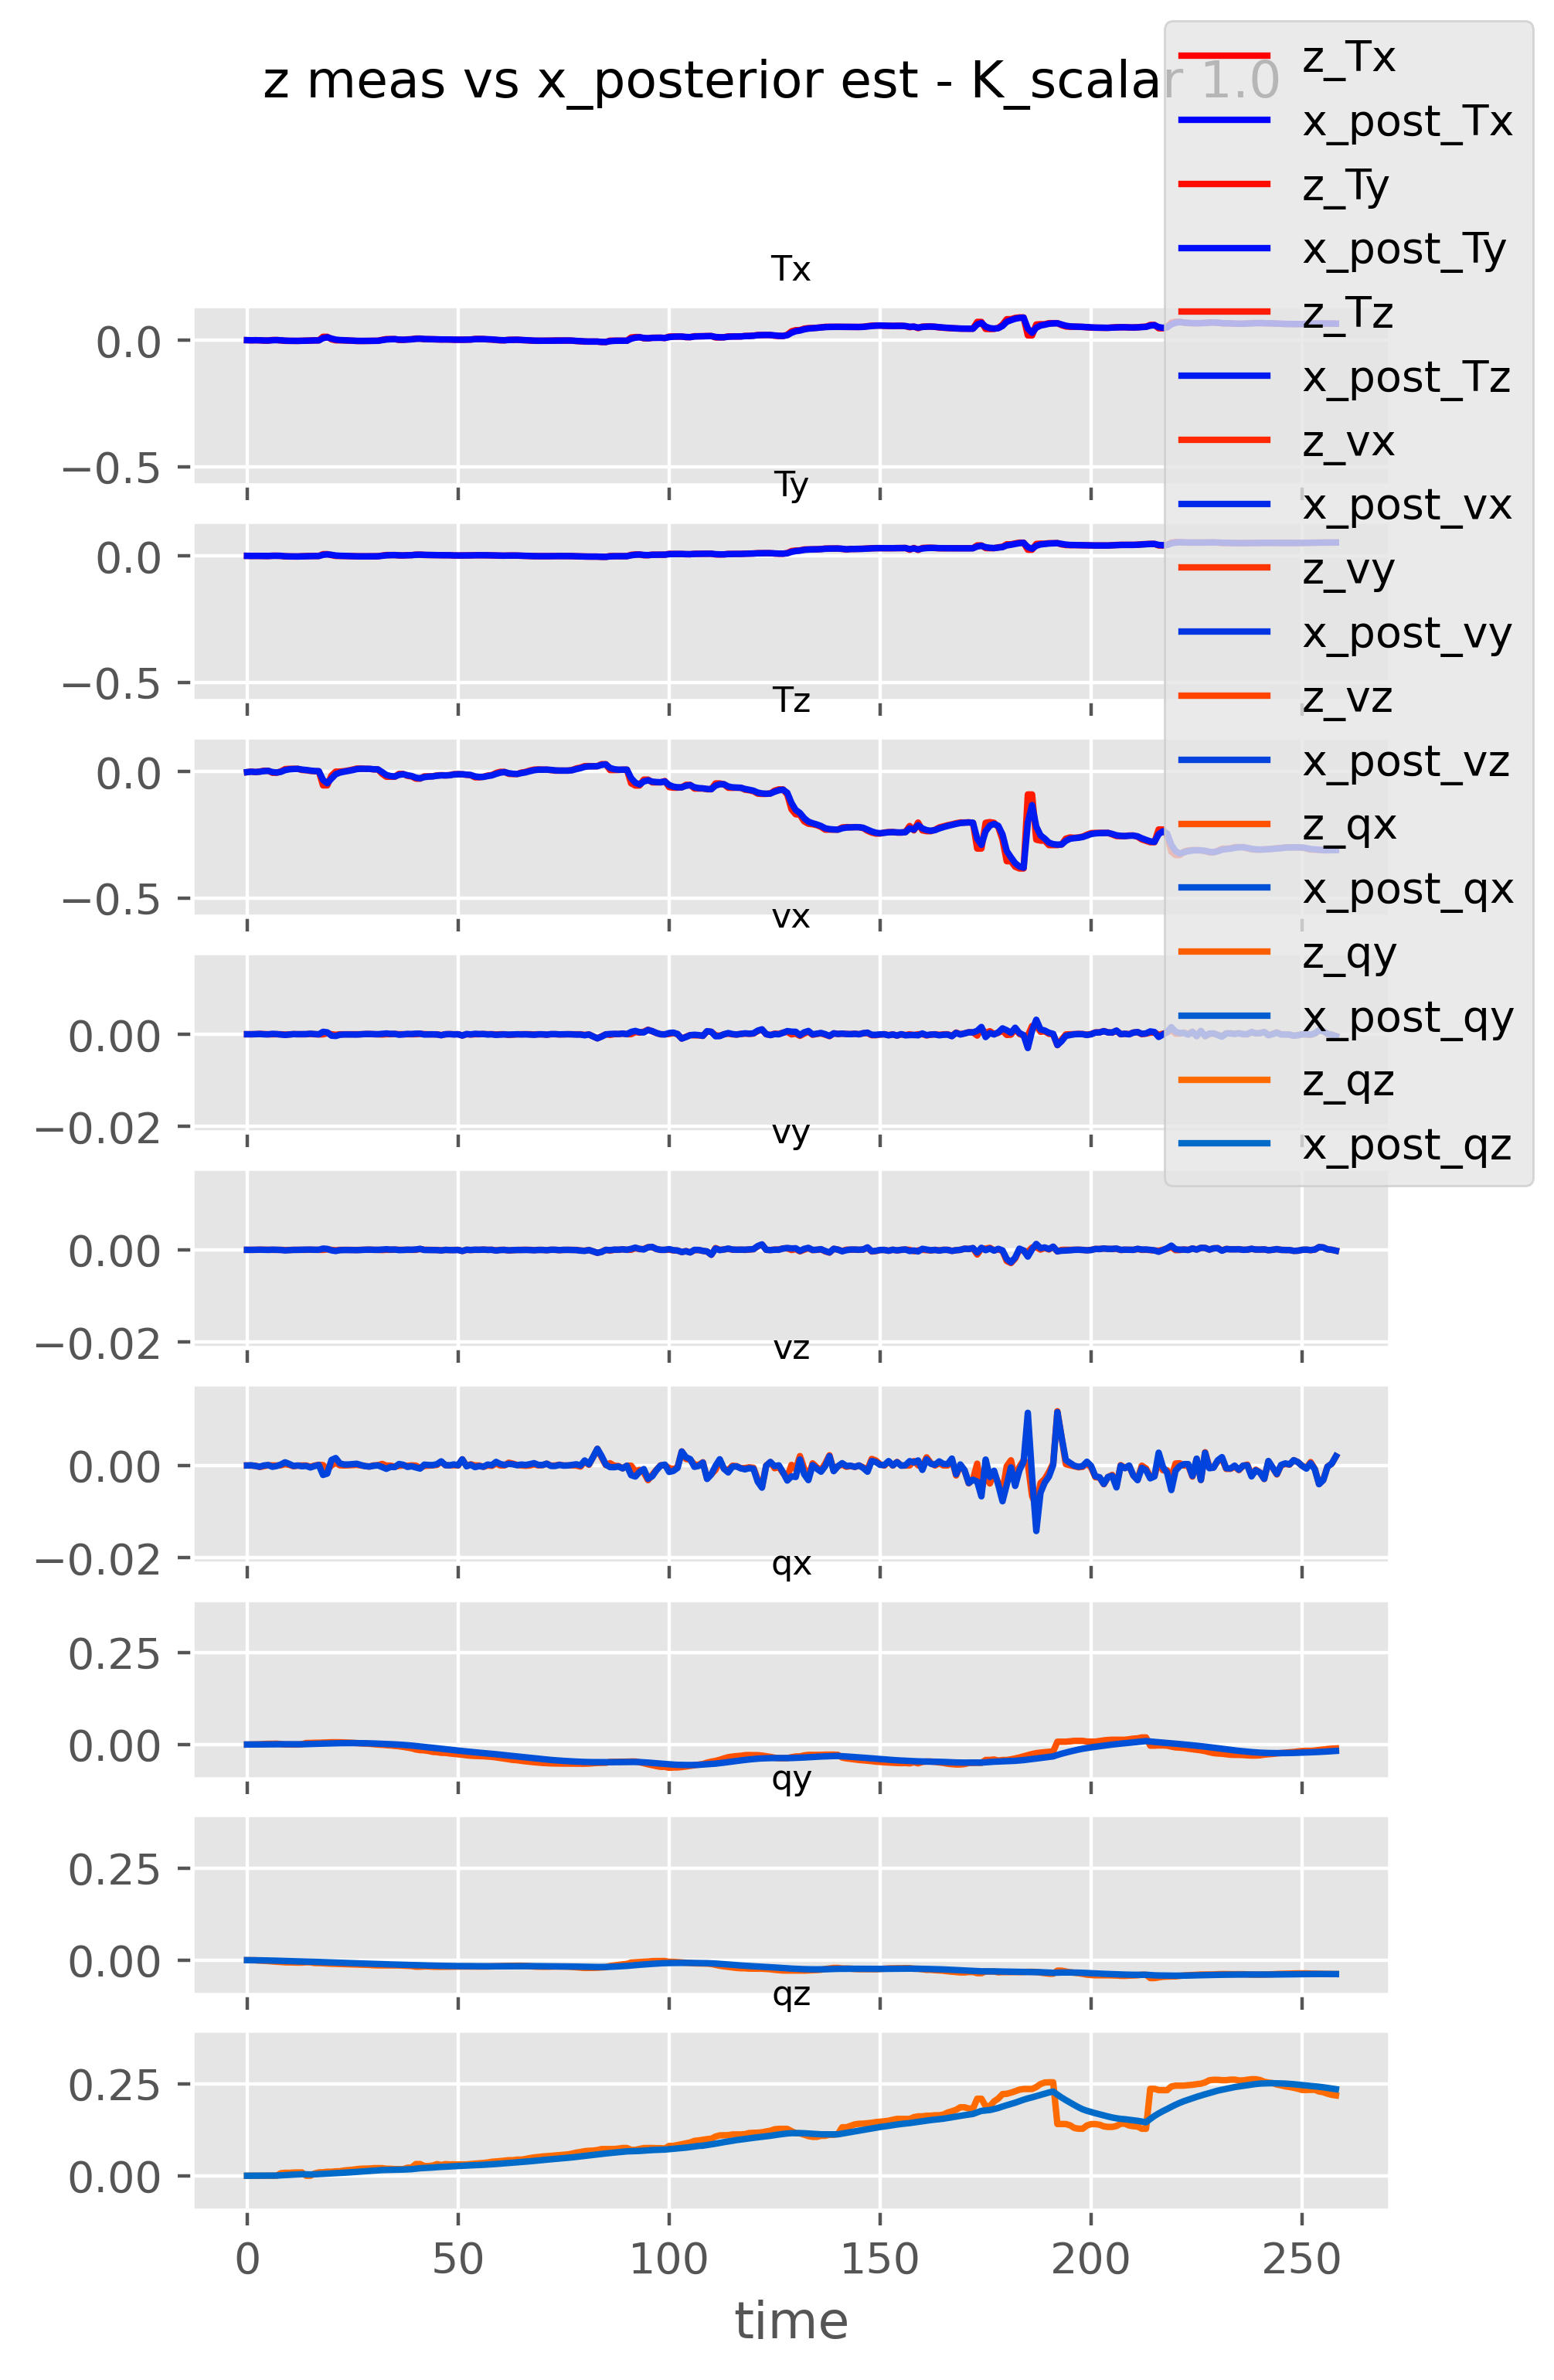 z meas vs x_posterior est - K_scalar 1.0
z_Tx
x_post_Tx
z_Ty
x_post_Ty
z_Tz
x_post_Tz
z_vx
x_post_vx
z_vy
x_post_vy
z_vz
x_post_vz
z_qx
x_post_qx
z_qy
x_post_qy
z_qz
x_post_qz
Tx
0.0
−0.5
Ty
0.0
−0.5
Tz
0.0
−0.5
vx
0.00
−0.02
vy
0.00
−0.02
vz
0.00
−0.02
qx
0.25
0.00
qy
0.25
0.00
qz
0.25
0.00
0 50 100 150 200 250
time